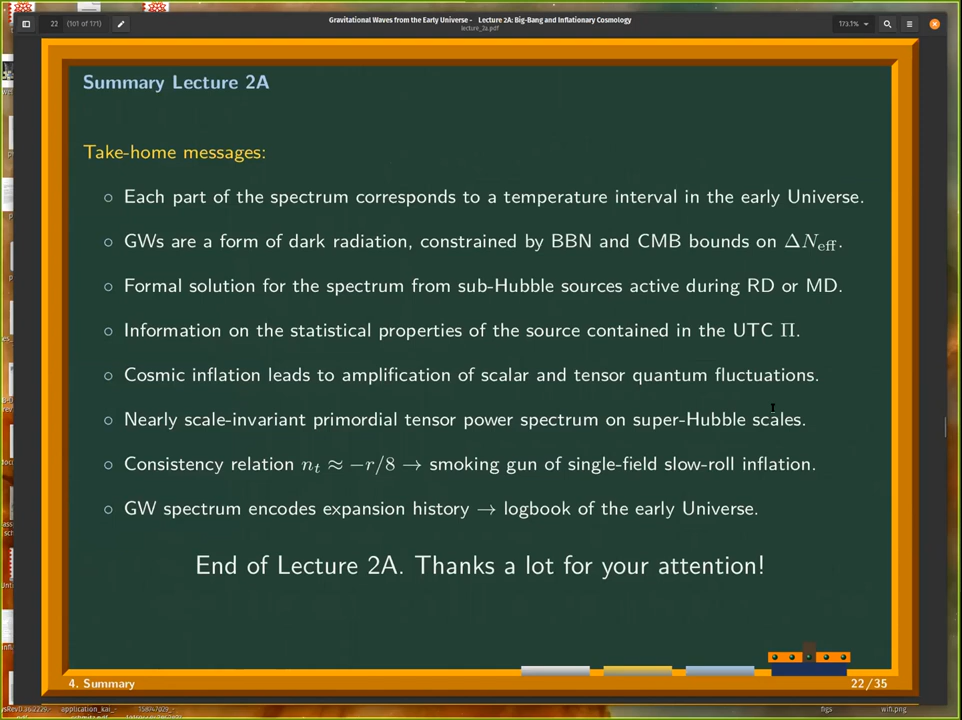 Gravitational Waves from the Early Universe - Lecture 2A: Big-Bang and Inflationary Cosmology
lecture_2a.pdf
22 (101 of 171)
173.1%
Summary Lecture 2A
Take-home messages:
Each part of the spectrum corresponds to a temperature interval in the early Universe.
GWs are a form of dark radiation, constrained by BBN and CMB bounds on ΔN_eff.
Formal solution for the spectrum from sub-Hubble sources active during RD or MD.
Information on the statistical properties of the source contained in the UTC Π.
Cosmic inflation leads to amplification of scalar and tensor quantum fluctuations.
Nearly scale-invariant primordial tensor power spectrum on super-Hubble scales.
Consistency relation n_t ≈ −r/8 → smoking gun of single-field slow-roll inflation.
GW spectrum encodes expansion history → logbook of the early Universe.
End of Lecture 2A. Thanks a lot for your attention!
4. Summary
22/35
figs
wifi.png